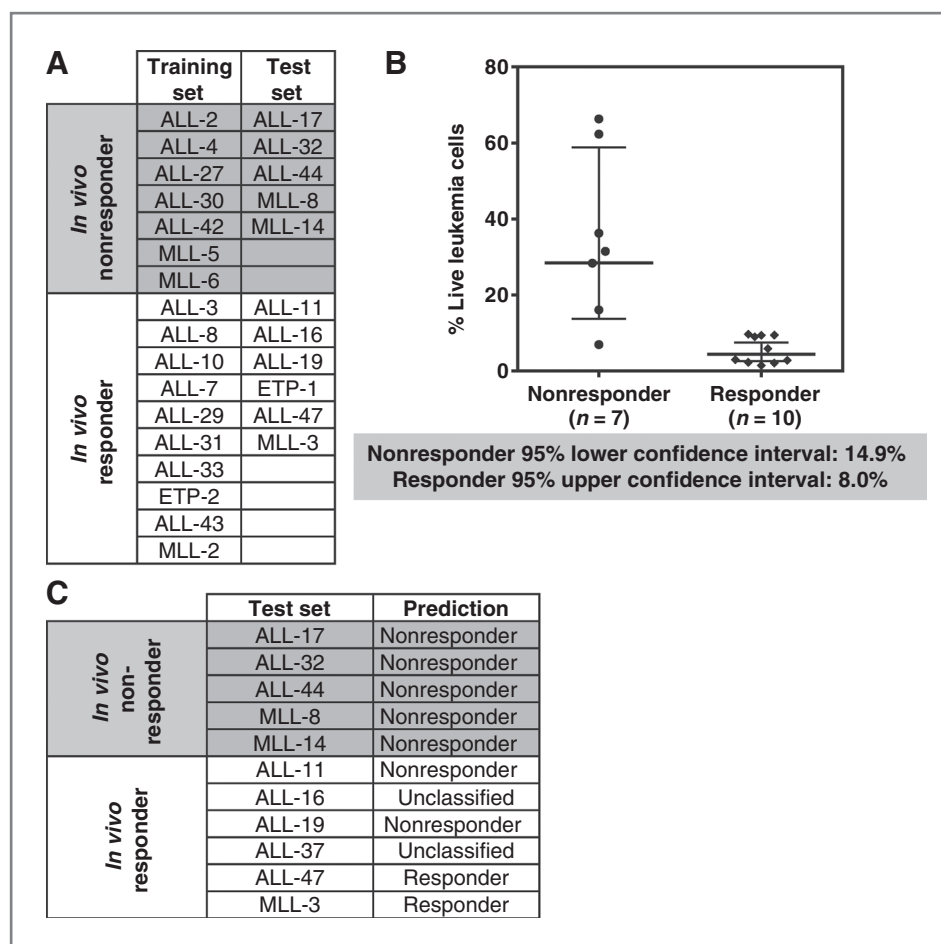 A
Training set Test set
In vivo nonresponder
ALL-2 ALL-17
ALL-4 ALL-32
ALL-27 ALL-44
ALL-30 MLL-8
ALL-42 MLL-14
MLL-5
MLL-6
In vivo responder
ALL-3 ALL-11
ALL-8 ALL-16
ALL-10 ALL-19
ALL-7 ETP-1
ALL-29 ALL-47
ALL-31 MLL-3
ALL-33
ETP-2
ALL-43
MLL-2
B
% Live leukemia cells
80
60
40
20
0
Nonresponder Responder
(n = 7) (n = 10)
Nonresponder 95% lower confidence interval: 14.9%
Responder 95% upper confidence interval: 8.0%
C
Test set Prediction
In vivo non-responder
ALL-17 Nonresponder
ALL-32 Nonresponder
ALL-44 Nonresponder
MLL-8 Nonresponder
MLL-14 Nonresponder
In vivo responder
ALL-11 Nonresponder
ALL-16 Unclassified
ALL-19 Nonresponder
ALL-37 Unclassified
ALL-47 Responder
MLL-3 Responder